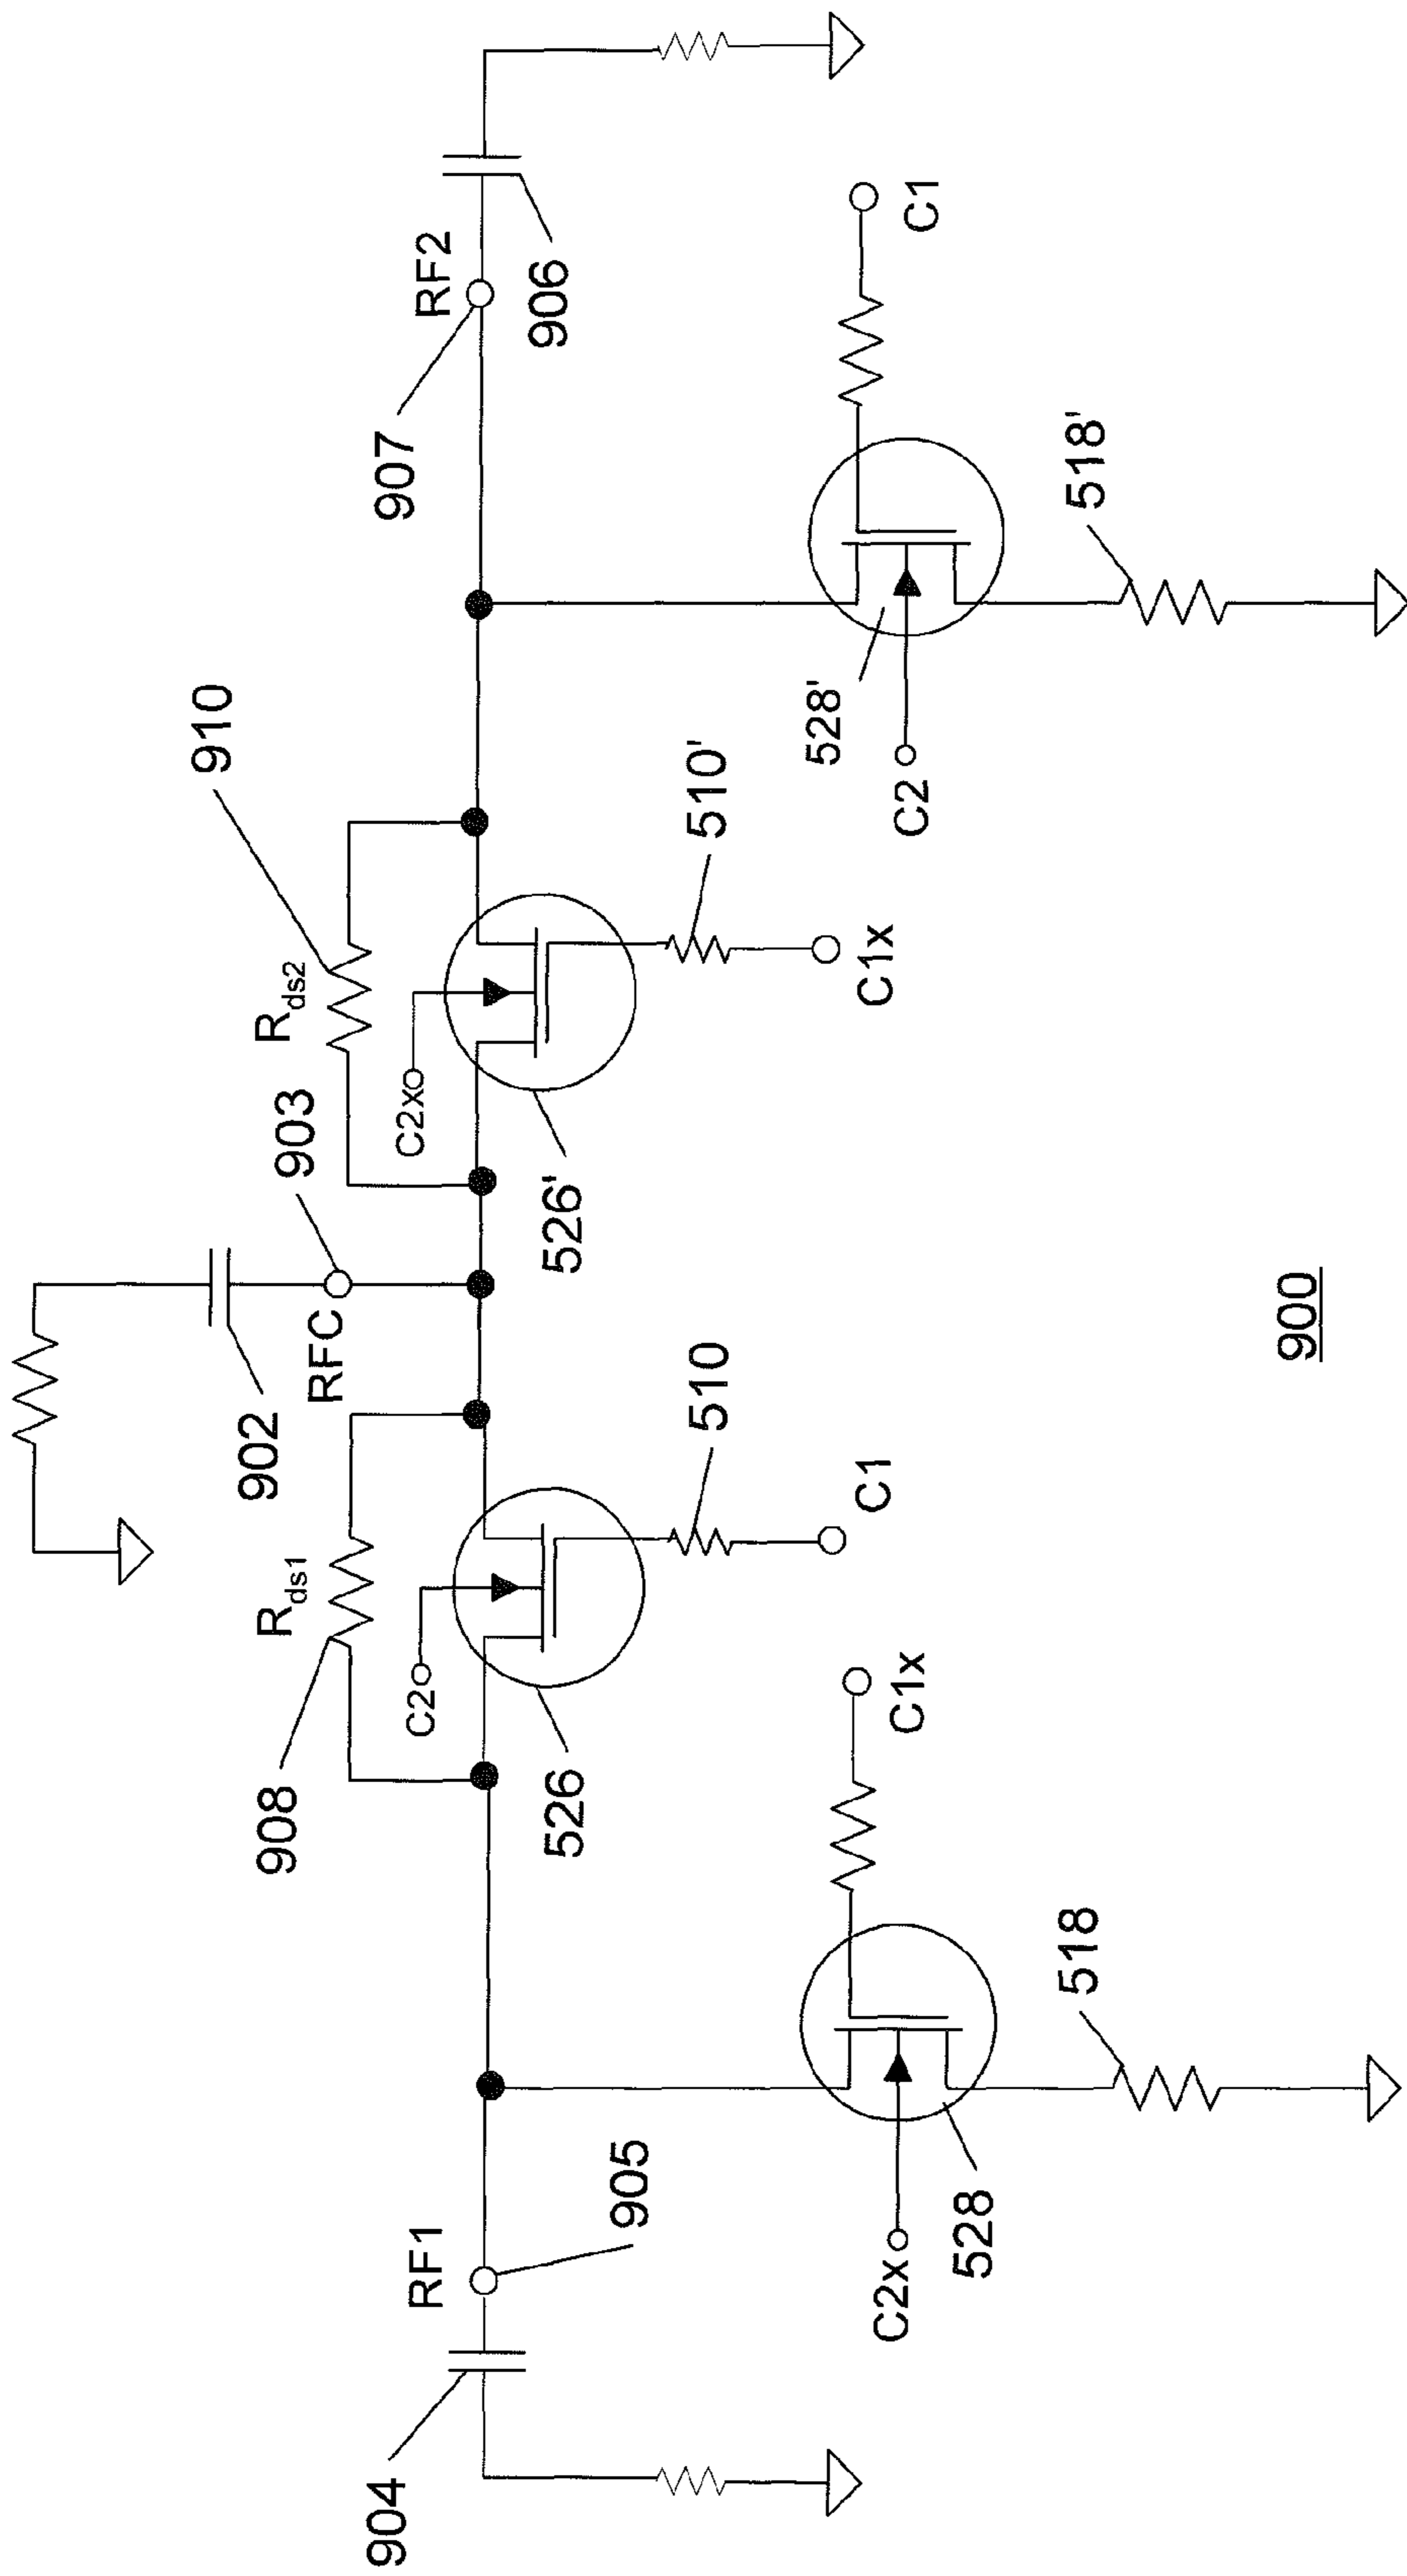 902
903
910
908
R_ds1
RFC
R_ds2
907
RF2
904
RF1
905
C2
526
C2x
526'
906
510
510'
C1
C1x
C2x
528
C1x
518
C2
528'
C1
518'
900